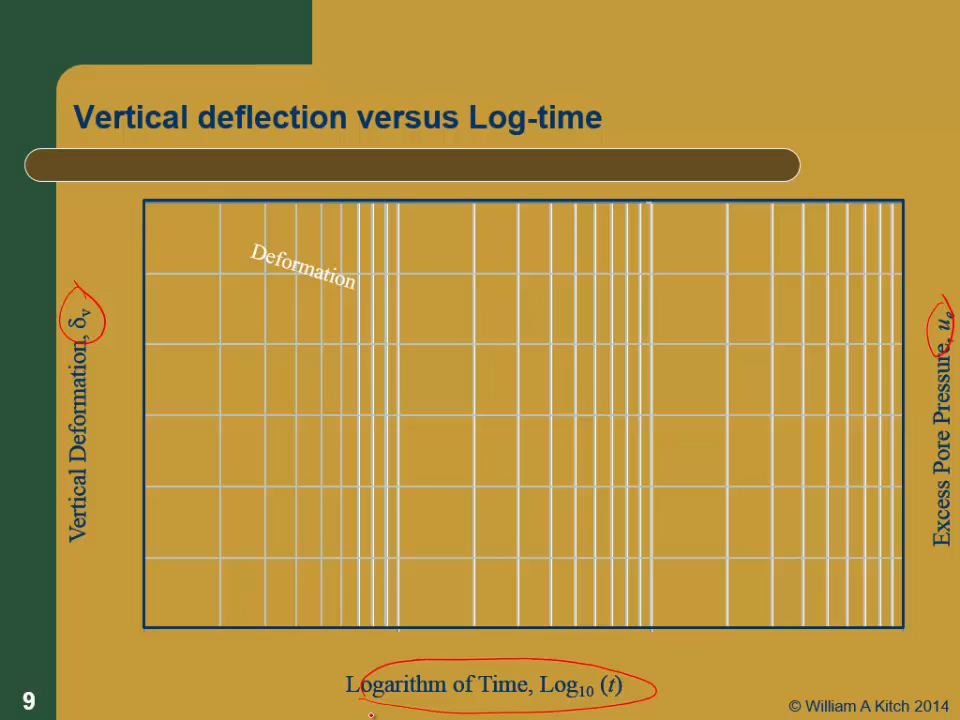 Vertical deflection versus Log-time
Deformation
Vertical Deformation, δᵥ
Excess Pore Pressure, uₑ
Logarithm of Time, Log₁₀ (t)
9
© William A Kitch 2014